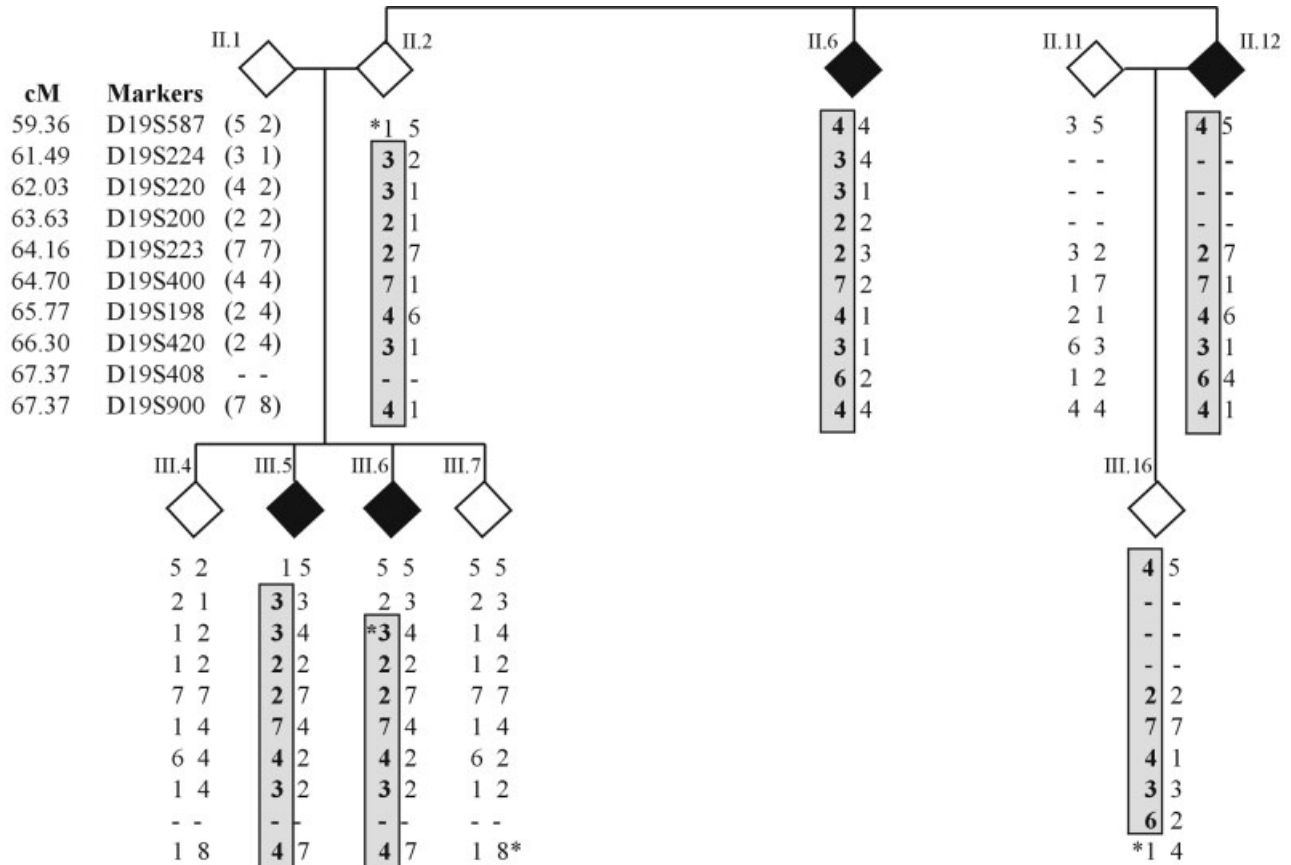 II.1 II.2 II.6 II.11 II.12
cM Markers
59.36 D19S587 (5 2) *1 5 4 4 3 5 4 5
61.49 D19S224 (3 1) 3 2 3 4 - - - -
62.03 D19S220 (4 2) 3 1 3 1 - - - -
63.63 D19S200 (2 2) 2 1 2 2 - - - -
64.16 D19S223 (7 7) 2 7 2 3 3 2 2 7
64.70 D19S400 (4 4) 7 1 7 2 1 7 7 1
65.77 D19S198 (2 4) 4 6 4 1 2 1 4 6
66.30 D19S420 (2 4) 3 1 3 1 6 3 3 1
67.37 D19S408 - - - - 6 2 1 2 6 4
67.37 D19S900 (7 8) 4 1 4 4 4 4 4 1
III.4 III.5 III.6 III.7 III.16
5 2 1 5 5 5 5 5 4 5
2 1 3 3 2 3 2 3 - -
1 2 3 4 *3 4 1 4 - -
1 2 2 2 2 2 1 2 - -
7 7 2 7 2 7 7 7 2 2
1 4 7 4 7 4 1 4 7 7
6 4 4 2 4 2 6 2 4 1
1 4 3 2 3 2 1 2 3 3
- - - - - - - - 6 2
1 8 4 7 4 7 1 8* *1 4